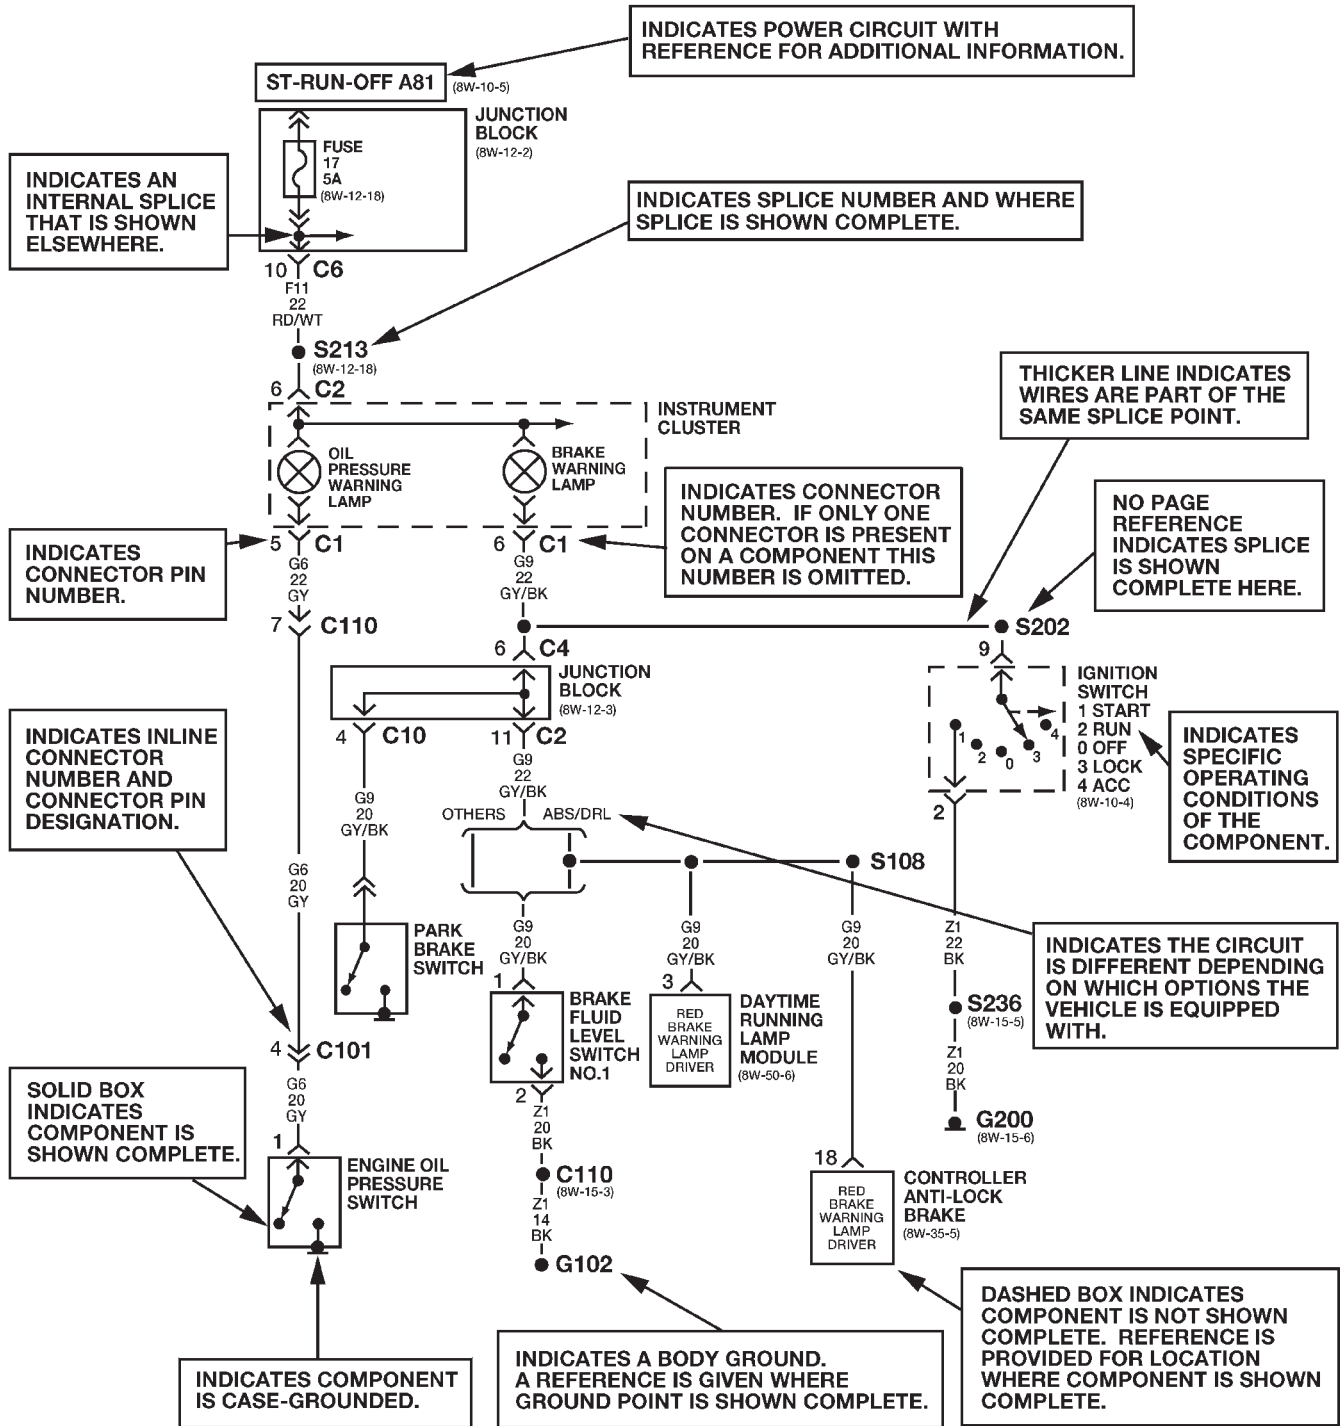 INDICATES POWER CIRCUIT WITH
REFERENCE FOR ADDITIONAL INFORMATION.
ST-RUN-OFF A81
(8W-10-5)
JUNCTION
BLOCK
(8W-12-2)
FUSE
17
5A
(8W-12-18)
INDICATES AN
INTERNAL SPLICE
THAT IS SHOWN
ELSEWHERE.
INDICATES SPLICE NUMBER AND WHERE
SPLICE IS SHOWN COMPLETE.
10 C6
F11
22
RD/WT
S213
(8W-12-18)
6 C2
INSTRUMENT
CLUSTER
OIL
PRESSURE
WARNING
LAMP
BRAKE
WARNING
LAMP
THICKER LINE INDICATES
WIRES ARE PART OF THE
SAME SPLICE POINT.
INDICATES CONNECTOR
NUMBER. IF ONLY ONE
CONNECTOR IS PRESENT
ON A COMPONENT THIS
NUMBER IS OMITTED.
NO PAGE
REFERENCE
INDICATES SPLICE
IS SHOWN
COMPLETE HERE.
INDICATES
CONNECTOR PIN
NUMBER.
5 C1
G6
22
GY
7 C110
6 C1
G9
22
GY/BK
S202
9
6 C4
JUNCTION
BLOCK
(8W-12-3)
4 C10
11 C2
IGNITION
SWITCH
1 START
2 RUN
0 OFF
3 LOCK
4 ACC
(8W-10-4)
1
2
0
3
4
2
INDICATES
SPECIFIC
OPERATING
CONDITIONS
OF THE
COMPONENT.
INDICATES INLINE
CONNECTOR
NUMBER AND
CONNECTOR PIN
DESIGNATION.
G9
20
GY/BK
G9
22
GY/BK
OTHERS ABS/DRL
S108
G6
20
GY
PARK
BRAKE
SWITCH
G9
20
GY/BK
G9
20
GY/BK
G9
20
GY/BK
Z1
22
BK
INDICATES THE CIRCUIT
IS DIFFERENT DEPENDING
ON WHICH OPTIONS THE
VEHICLE IS EQUIPPED
WITH.
1
BRAKE
FLUID
LEVEL
SWITCH
NO.1
3
RED
BRAKE
WARNING
LAMP
DRIVER
DAYTIME
RUNNING
LAMP
MODULE
(8W-50-6)
S236
(8W-15-5)
Z1
20
BK
G200
(8W-15-6)
4 C101
G6
20
GY
SOLID BOX
INDICATES
COMPONENT IS
SHOWN COMPLETE.
1
ENGINE OIL
PRESSURE
SWITCH
2
Z1
20
BK
C110
(8W-15-3)
Z1
14
BK
G102
18
RED
BRAKE
WARNING
LAMP
DRIVER
CONTROLLER
ANTI-LOCK
BRAKE
(8W-35-5)
INDICATES COMPONENT
IS CASE-GROUNDED.
INDICATES A BODY GROUND.
A REFERENCE IS GIVEN WHERE
GROUND POINT IS SHOWN COMPLETE.
DASHED BOX INDICATES
COMPONENT IS NOT SHOWN
COMPLETE. REFERENCE IS
PROVIDED FOR LOCATION
WHERE COMPONENT IS SHOWN
COMPLETE.